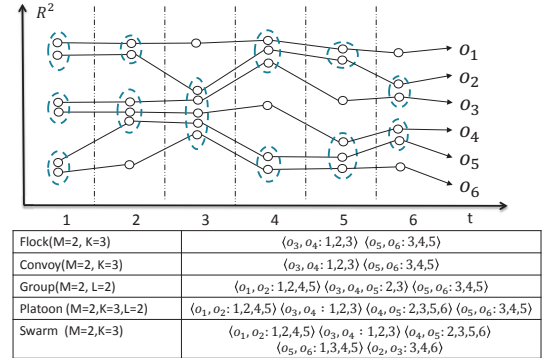 R²
o₁
o₂
o₃
o₄
o₅
o₆
1 2 3 4 5 6 t
Flock(M=2, K=3) ⟨o₃, o₄: 1,2,3⟩ ⟨o₅, o₆: 3,4,5⟩
Convoy(M=2, K=3) ⟨o₃, o₄: 1,2,3⟩ ⟨o₅, o₆: 3,4,5⟩
Group(M=2, L=2) ⟨o₁, o₂: 1,2,4,5⟩ ⟨o₃, o₄, o₅: 2,3⟩ ⟨o₅, o₆: 3,4,5⟩
Platoon (M=2,K=3,L=2) ⟨o₁, o₂: 1,2,4,5⟩ ⟨o₃, o₄ : 1,2,3⟩ ⟨o₄, o₅: 2,3,5,6⟩ ⟨o₅, o₆: 3,4,5⟩
Swarm (M=2,K=3) ⟨o₁, o₂: 1,2,4,5⟩ ⟨o₃, o₄ : 1,2,3⟩ ⟨o₄, o₅: 2,3,5,6⟩
⟨o₅, o₆: 1,3,4,5⟩ ⟨o₂, o₃: 3,4,6⟩